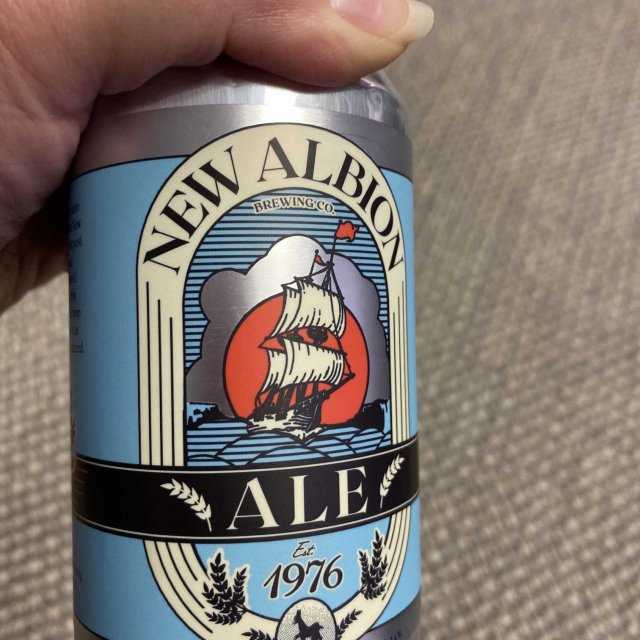 NEW ALBION
BREWING CO.
ALE
Est.
1976